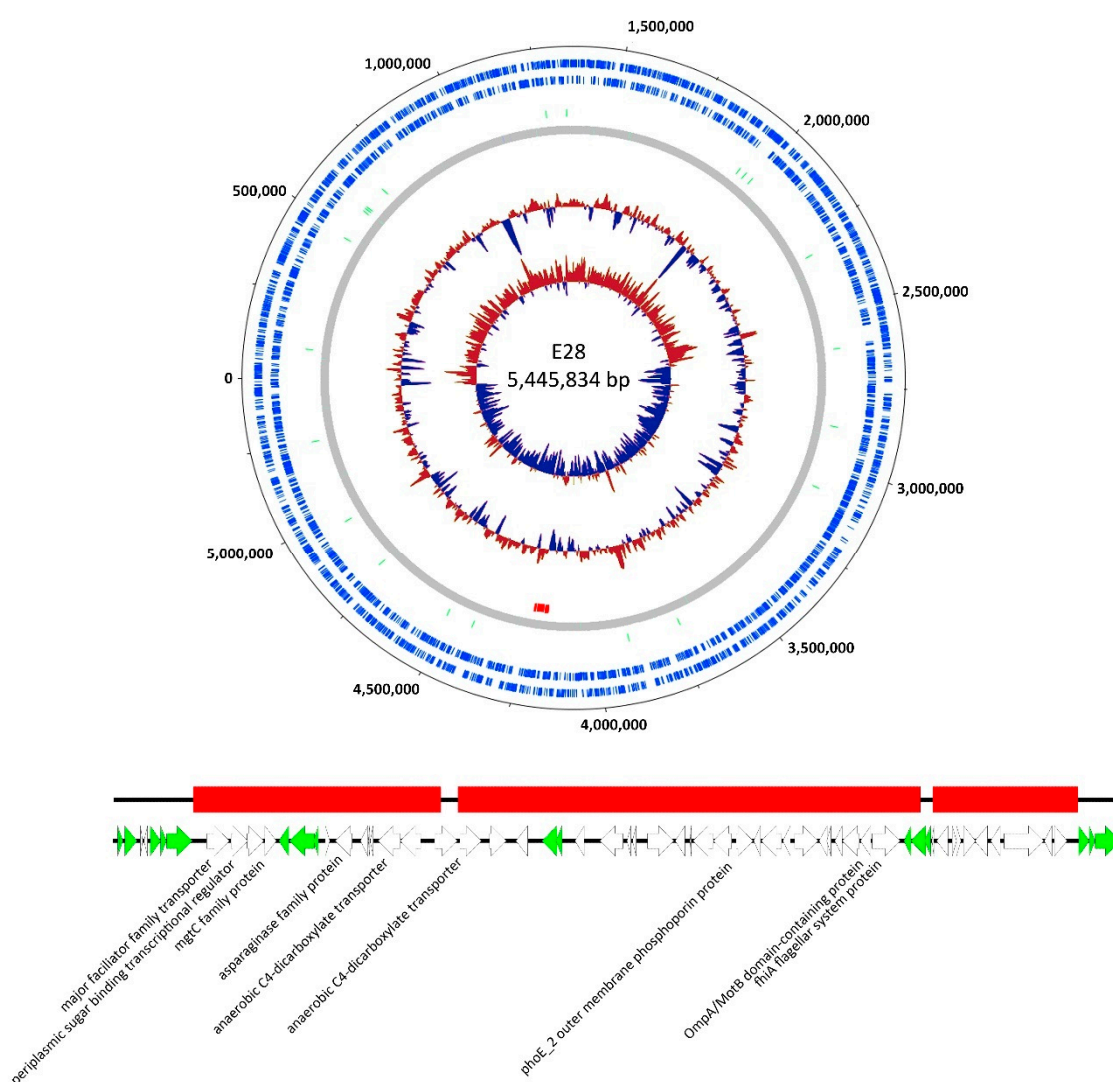 1,500,000
1,000,000
2,000,000
500,000
2,500,000
E28
0
5,445,834 bp
3,000,000
5,000,000
3,500,000
4,500,000
4,000,000
major faciliator family transporter
periplasmic sugar binding transcriptional regulator
mgtC family protein
asparaginase family protein
anaerobic C4-dicarboxylate transporter
anaerobic C4-dicarboxylate transporter
phoE_2 outer membrane phosphoporin protein
OmpA/MotB domain-containing protein
fhiA flagellar system protein